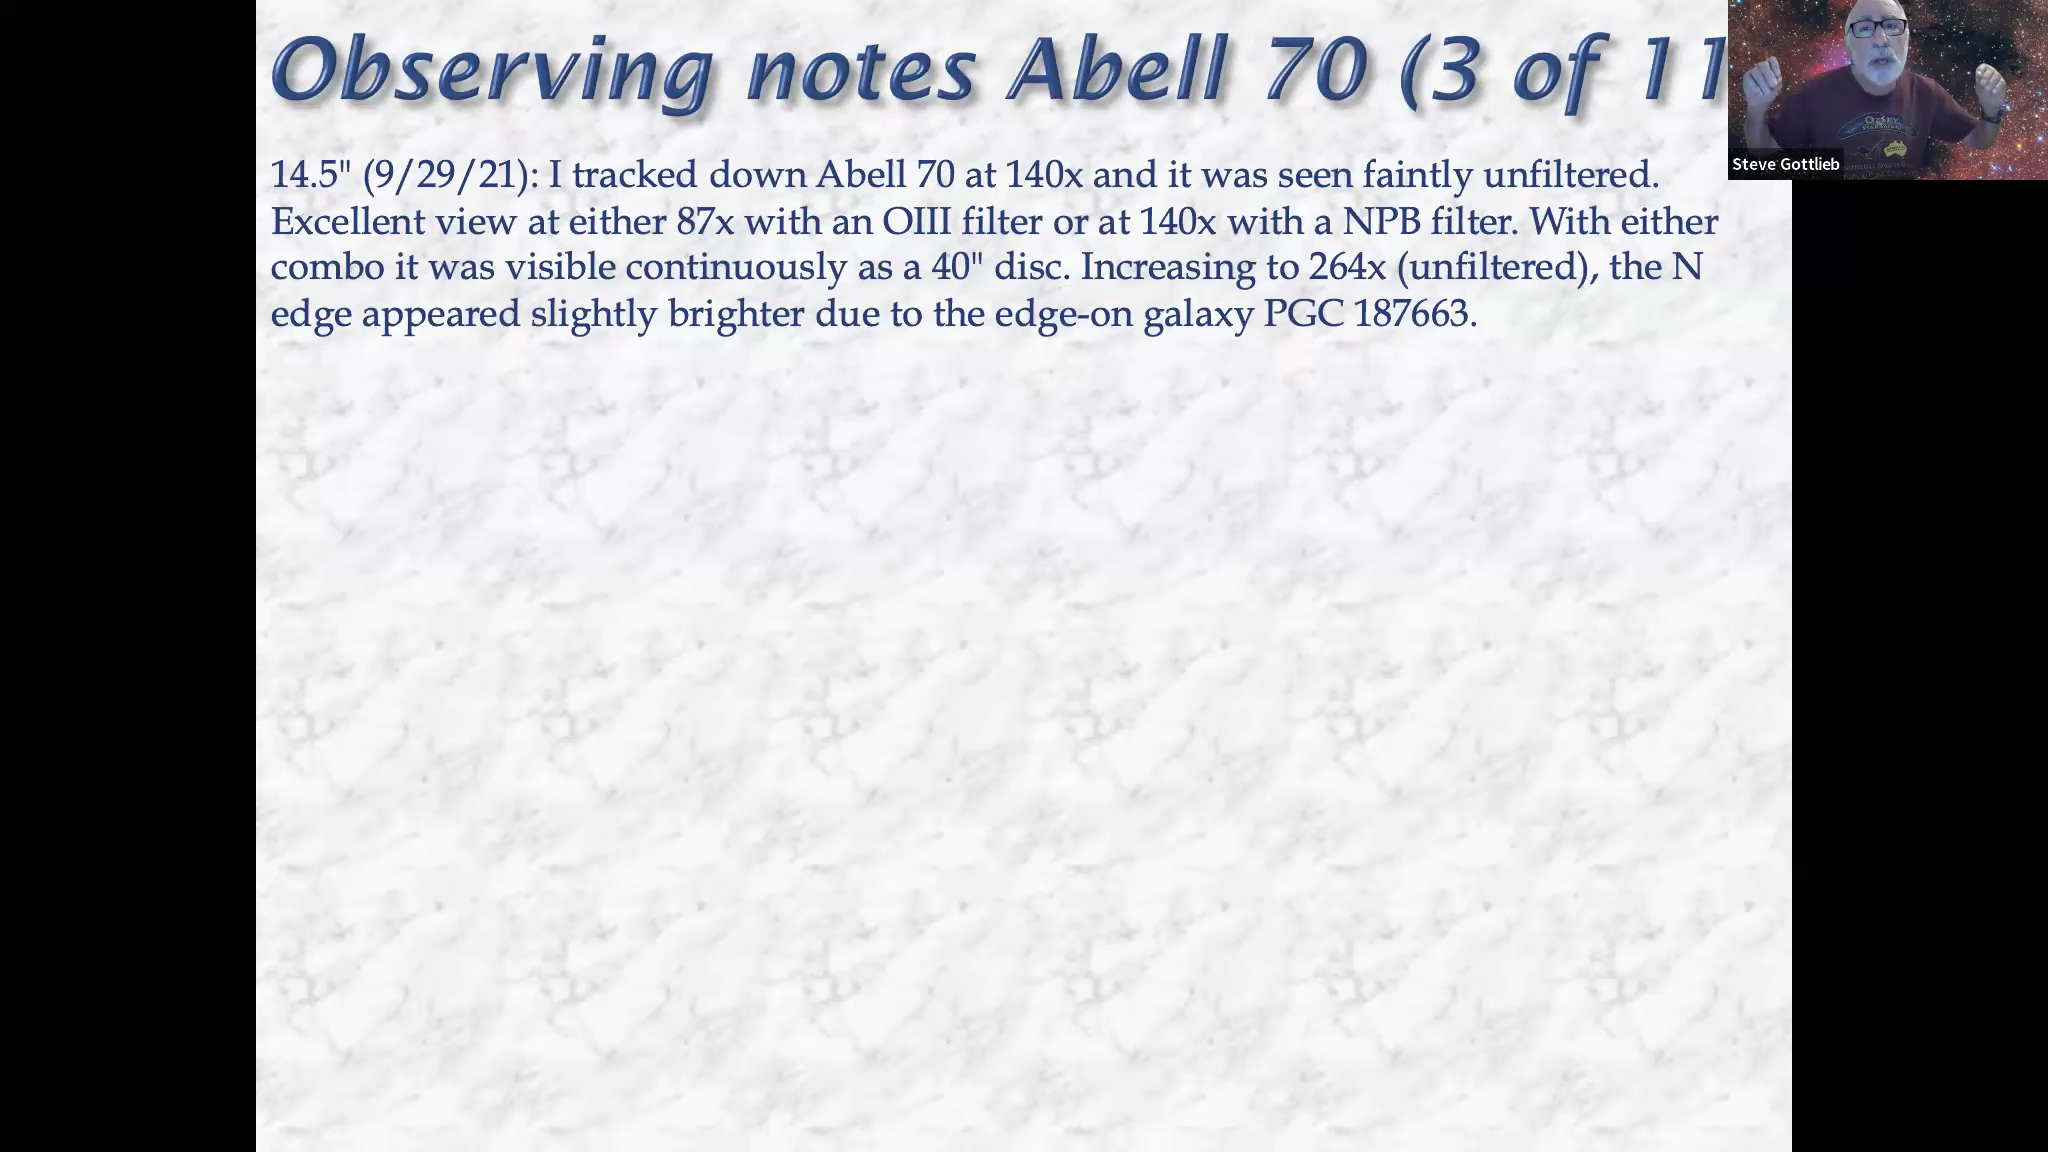 Observing notes Abell 70 (3 of 11
14.5" (9/29/21): I tracked down Abell 70 at 140x and it was seen faintly unfiltered.
Excellent view at either 87x with an OIII filter or at 140x with a NPB filter. With either
combo it was visible continuously as a 40" disc. Increasing to 264x (unfiltered), the N
edge appeared slightly brighter due to the edge-on galaxy PGC 187663.
OzSky
Steve Gottlieb